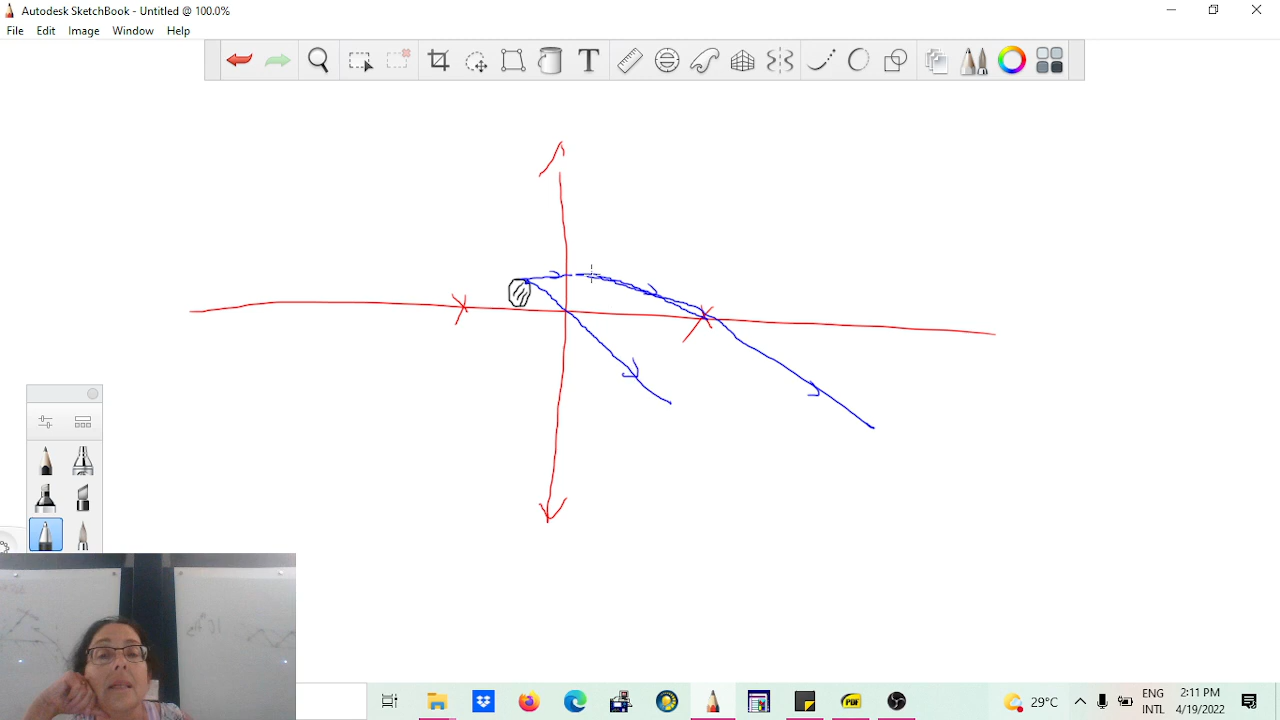 Autodesk SketchBook - Untitled @ 100.0%
File Edit Image Window Help
T
PDF
29°C
ENG
INTL
2:11 PM
4/19/2022